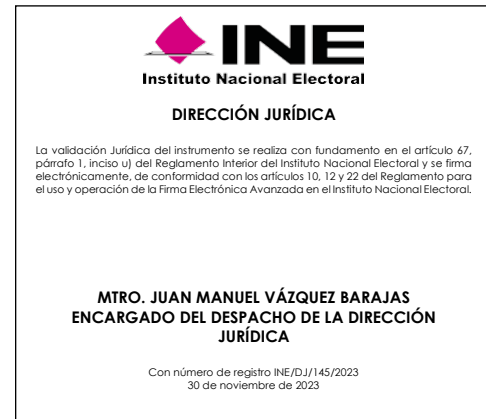 INE
Instituto Nacional Electoral
DIRECCIÓN JURÍDICA
La validación Jurídica del instrumento se realiza con fundamento en el artículo 67,
párrafo 1, inciso u) del Reglamento Interior del Instituto Nacional Electoral y se firma
electrónicamente, de conformidad con los artículos 10, 12 y 22 del Reglamento para
el uso y operación de la Firma Electrónica Avanzada en el Instituto Nacional Electoral.
MTRO. JUAN MANUEL VÁZQUEZ BARAJAS
ENCARGADO DEL DESPACHO DE LA DIRECCIÓN
JURÍDICA
Con número de registro INE/DJ/145/2023
30 de noviembre de 2023